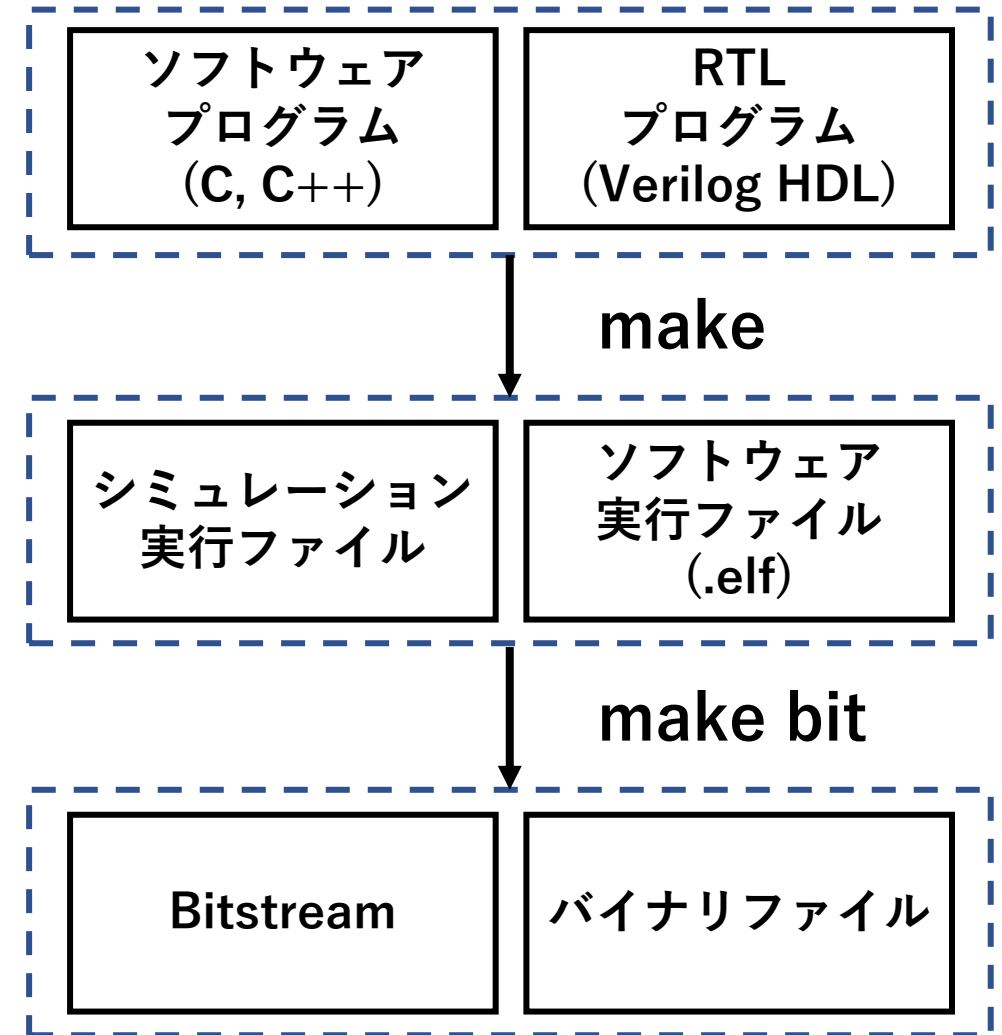 ソフトウェア
プログラム
(C, C++)
RTL
プログラム
(Verilog HDL)
make
シミュレーション
実行ファイル
ソフトウェア
実行ファイル
(.elf)
make bit
Bitstream
バイナリファイル